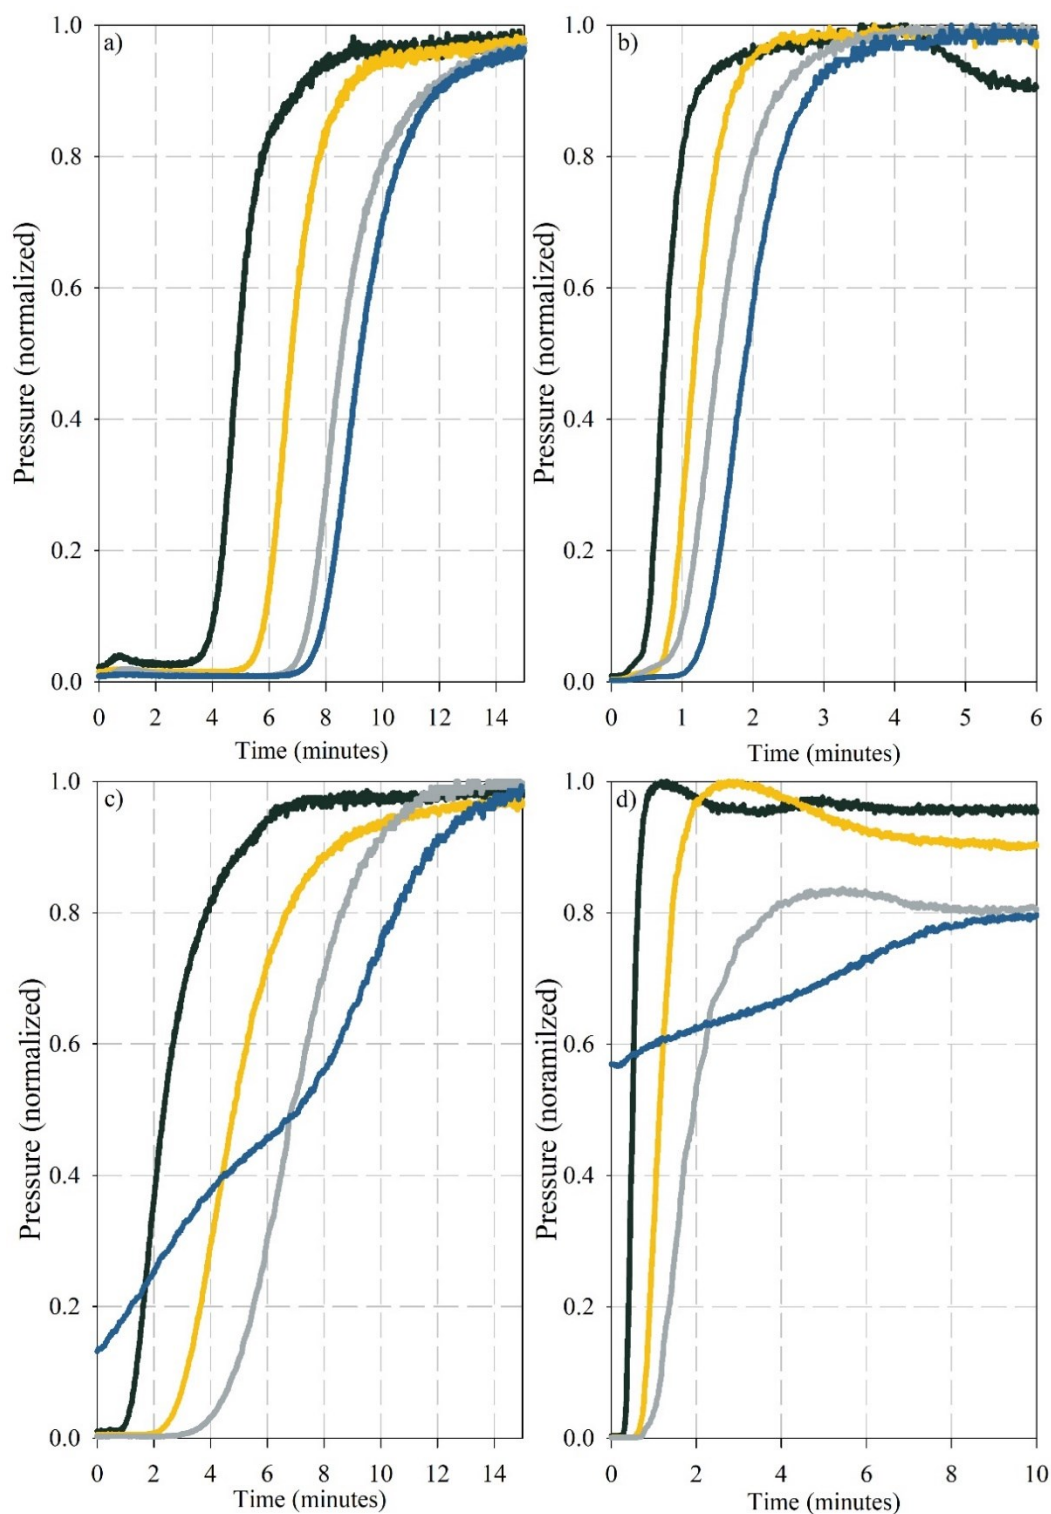 a)
Pressure (normalized)
1.0
0.8
0.6
0.4
0.2
0.0
0 2 4 6 8 10 12 14
Time (minutes)
b)
Pressure (normalized)
1.0
0.8
0.6
0.4
0.2
0.0
0 1 2 3 4 5 6
Time (minutes)
c)
Pressure (normalized)
1.0
0.8
0.6
0.4
0.2
0.0
0 2 4 6 8 10 12 14
Time (minutes)
d)
Pressure (noramilzed)
1.0
0.8
0.6
0.4
0.2
0.0
0 2 4 6 8 10
Time (minutes)